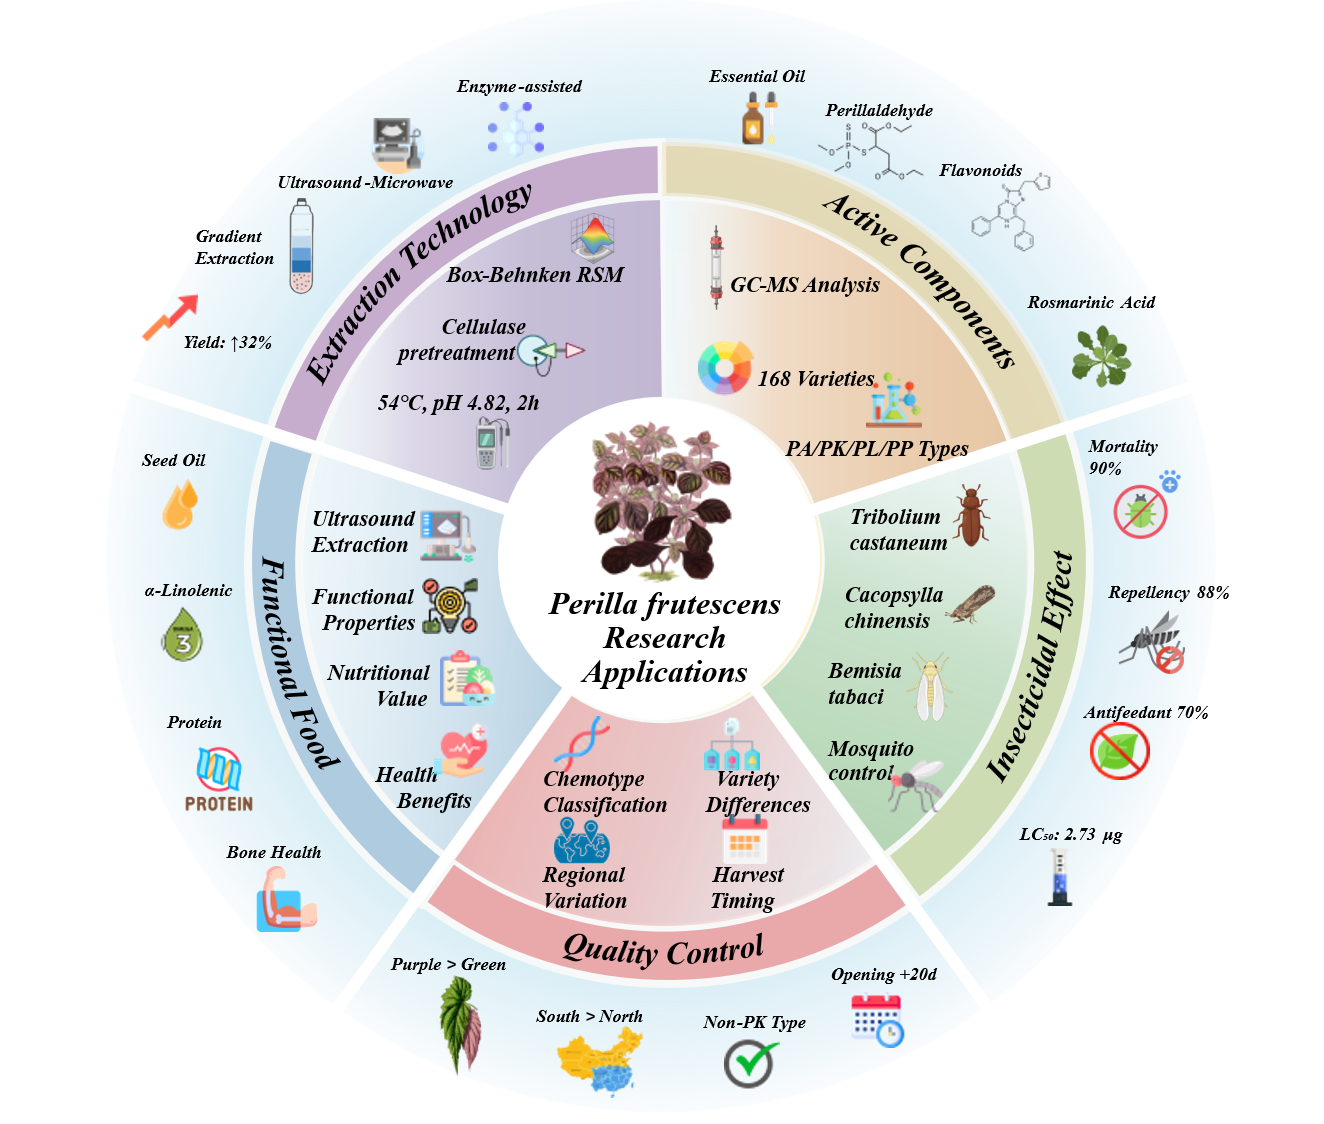 Enzyme-assisted
Ultrasound-Microwave
Gradient
Extraction
Yield: ↑32%
Extraction Technology
Box-Behnken RSM
Cellulase
pretreatment
54°C, pH 4.82, 2h
Essential Oil
Perillaldehyde
Flavonoids
Rosmarinic Acid
Active Components
GC-MS Analysis
168 Varieties
PA/PK/PL/PP Types
Mortality
90%
Repellency 88%
Antifeedant 70%
LC₅₀: 2.73 μg
Insecticidal Effect
Tribolium
castaneum
Cacopsylla
chinensis
Bemisia
tabaci
Mosquito
control
Quality Control
Chemotype
Classification
Variety
Differences
Regional
Variation
Harvest
Timing
Purple > Green
South > North
Non-PK Type
Opening +20d
Functional Food
Ultrasound
Extraction
Functional
Properties
Nutritional
Value
Health
Benefits
Seed Oil
α-Linolenic
3
Protein
PROTEIN
Bone Health
Perilla frutescens
Research
Applications